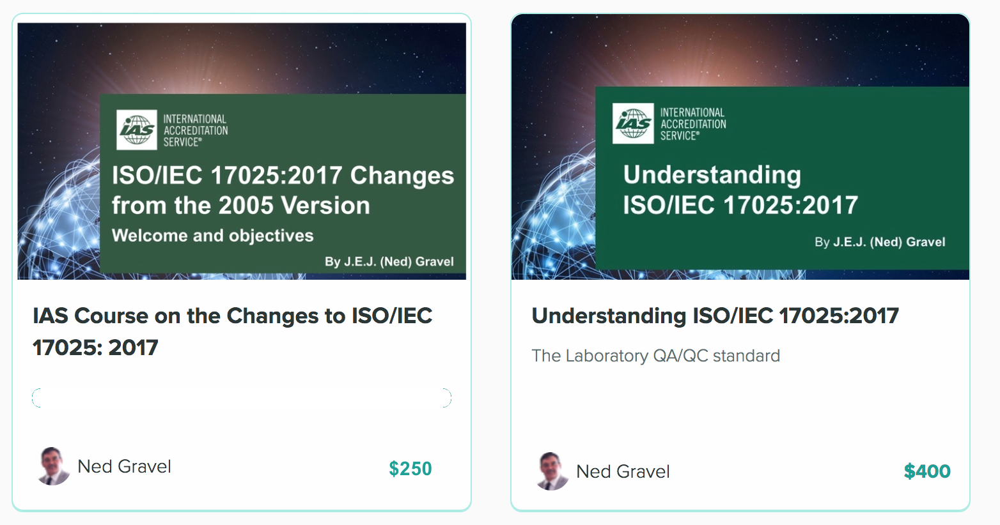 iAS
INTERNATIONAL
ACCREDITATION
SERVICE®
ISO/IEC 17025:2017 Changes
from the 2005 Version
Welcome and objectives
By J.E.J. (Ned) Gravel
IAS Course on the Changes to ISO/IEC
17025: 2017
Ned Gravel
$250
iAS
INTERNATIONAL
ACCREDITATION
SERVICE®
Understanding
ISO/IEC 17025:2017
By J.E.J. (Ned) Gravel
Understanding ISO/IEC 17025:2017
The Laboratory QA/QC standard
Ned Gravel
$400